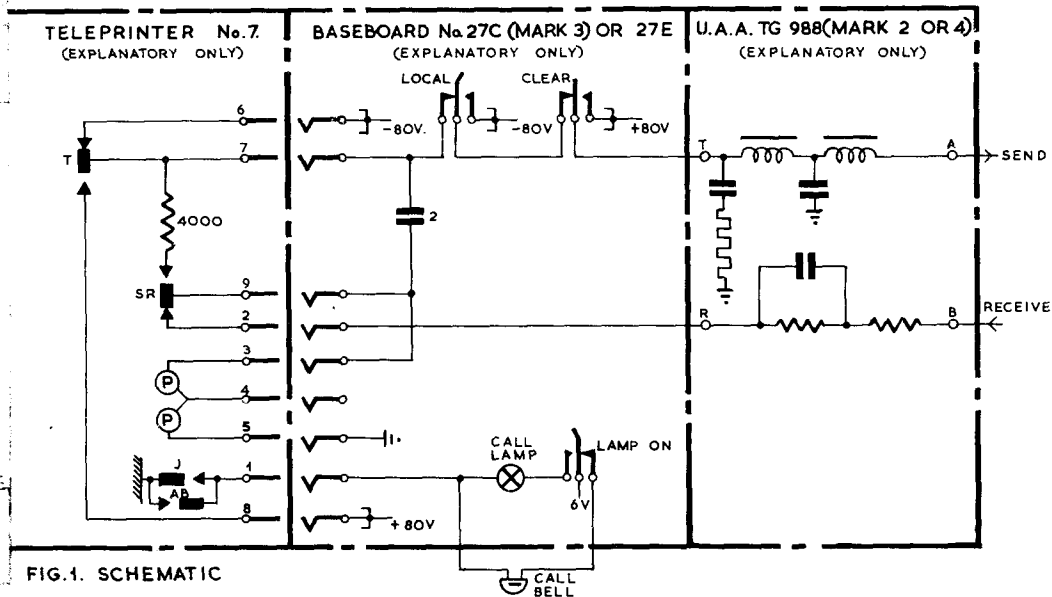 TELEPRINTER No.7.
(EXPLANATORY ONLY)
BASEBOARD No. 27C (MARK 3) OR 27E
(EXPLANATORY ONLY)
U.A.A. TG 988 (MARK 2 OR 4)
(EXPLANATORY ONLY)
LOCAL
CLEAR
6
-80V.
-80V
+80V
T
7
T
A
SEND
4000
2
SR
9
2
R
B
RECEIVE
3
P
4
P
5
CALL
LAMP
LAMP ON
J
1
AB
6V
8
+80V
FIG.1. SCHEMATIC
CALL
BELL